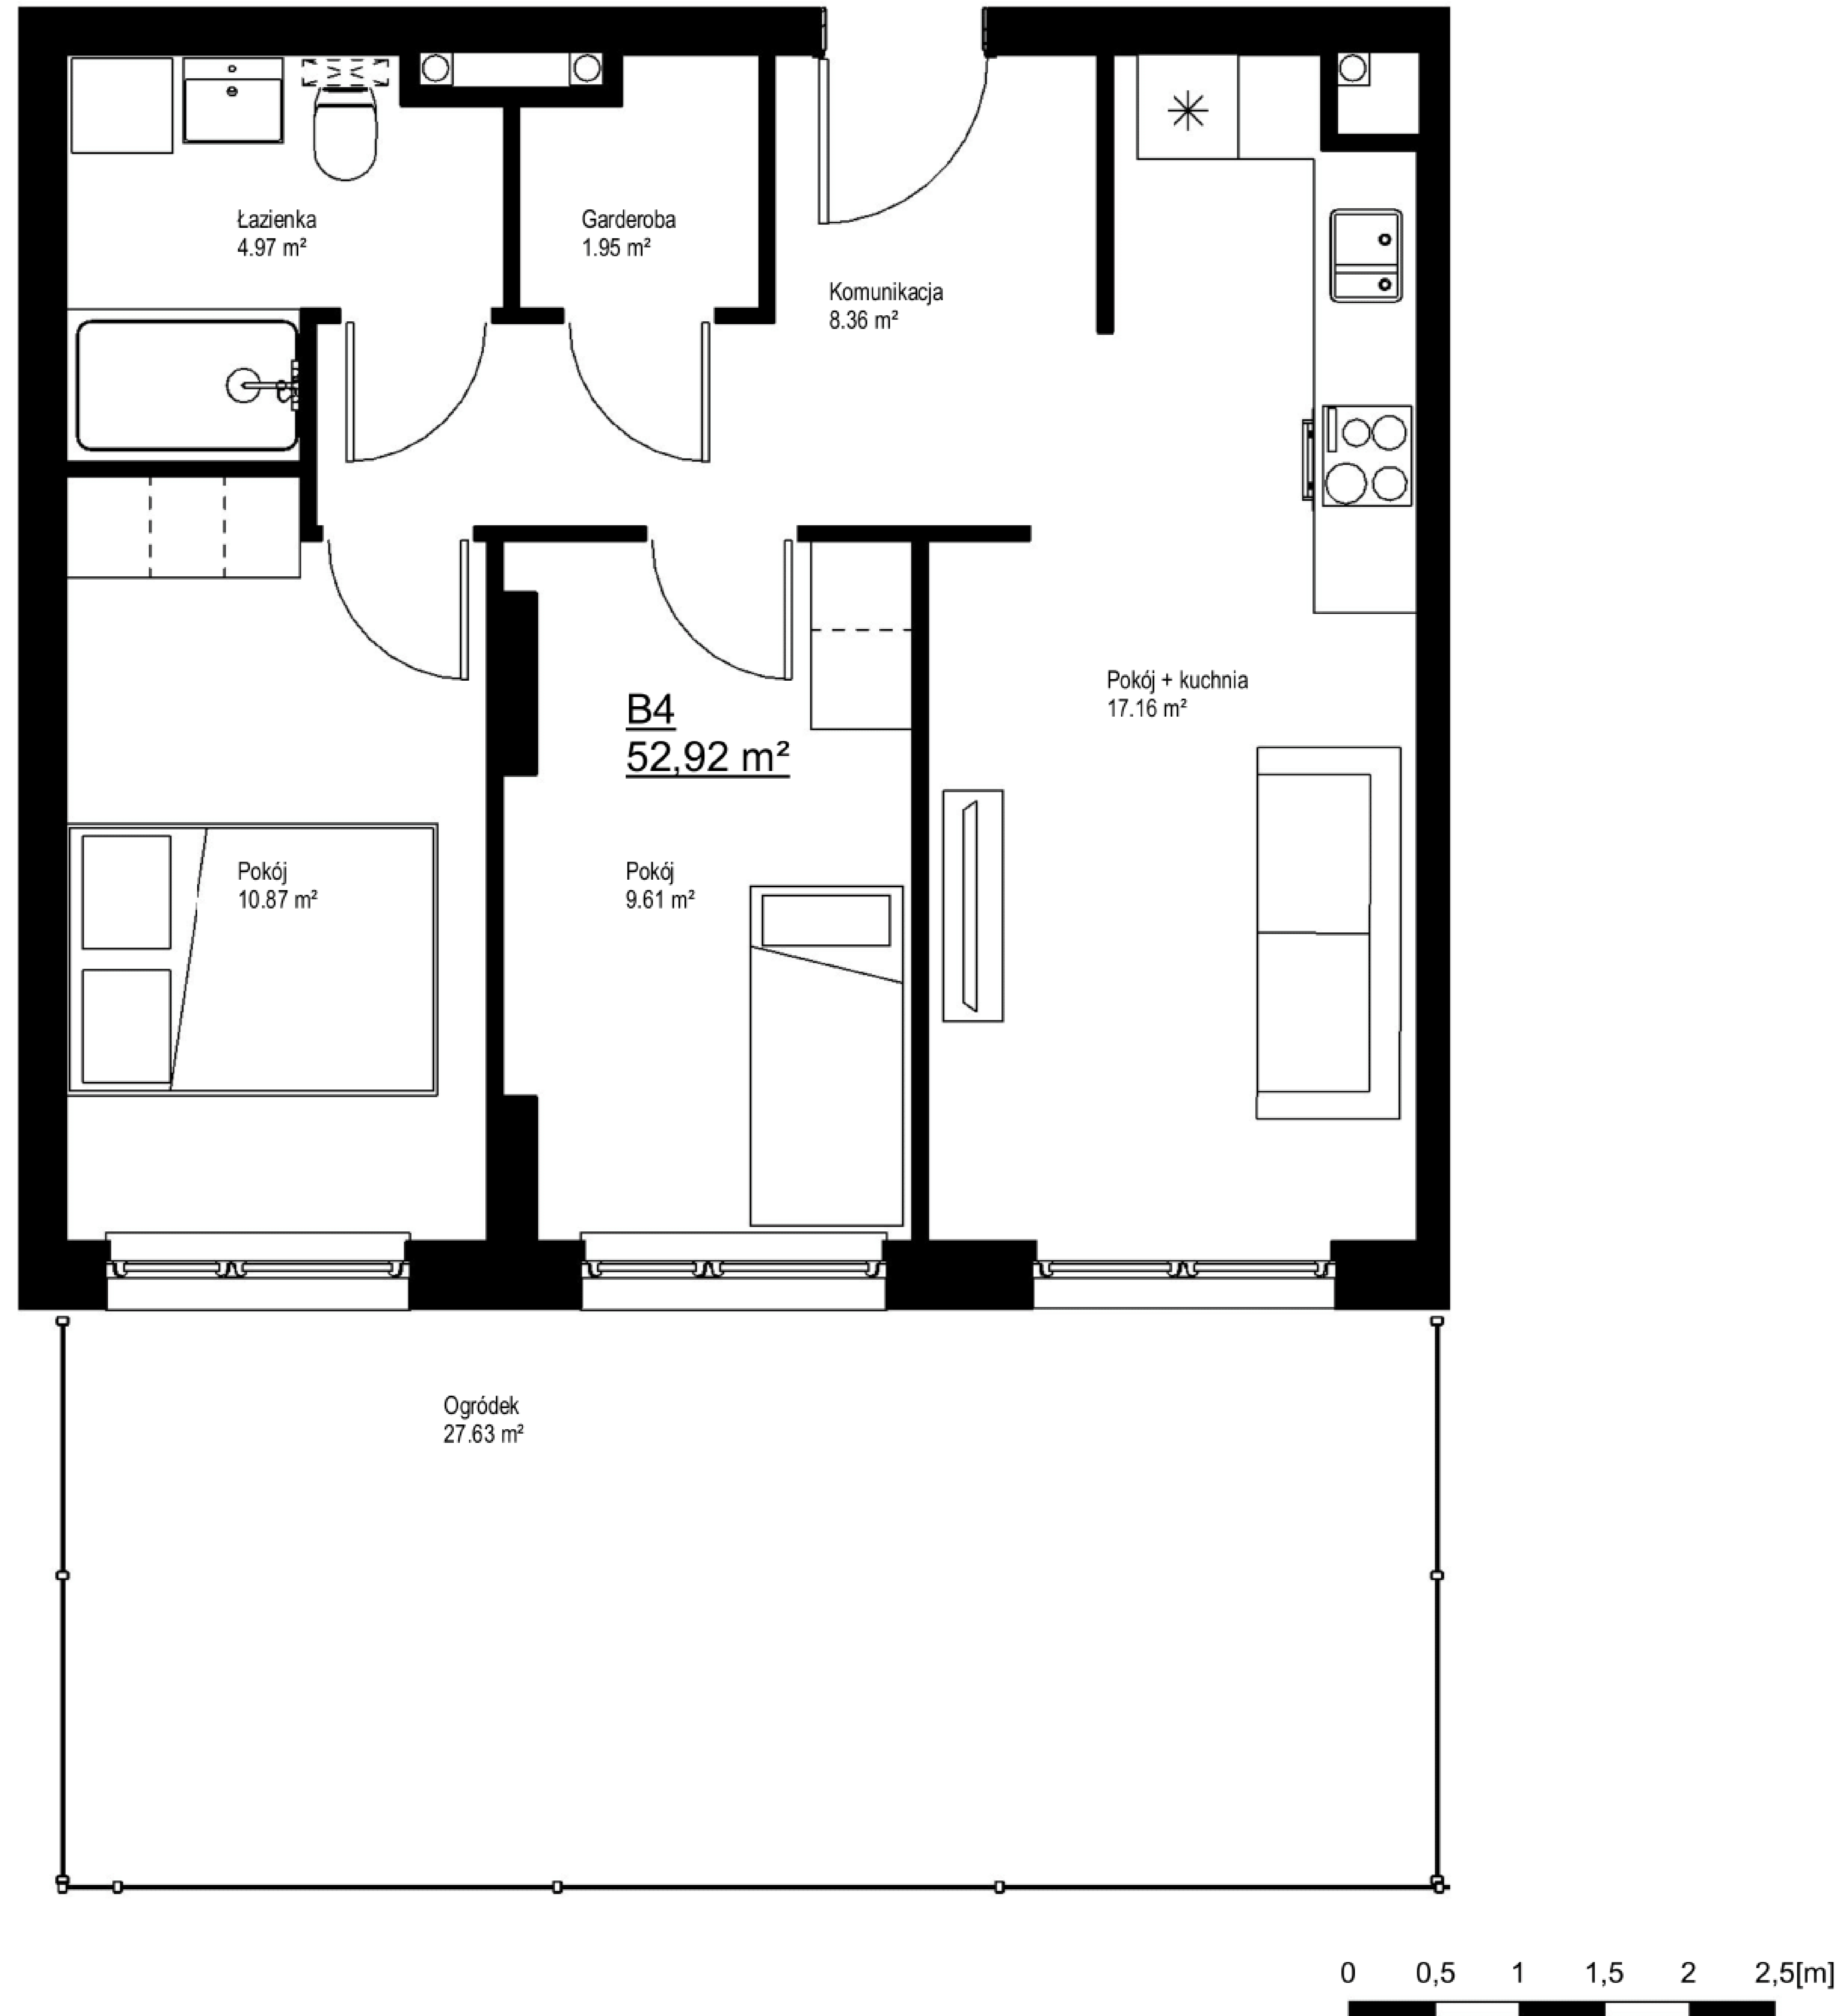 Łazienka
4.97 m²
Garderoba
1.95 m²
Komunikacja
8.36 m²
Pokój + kuchnia
17.16 m²
B4
52,92 m²
Pokój
10.87 m²
Pokój
9.61 m²
Ogródek
27.63 m²
0 0,5 1 1,5 2 2,5[m]